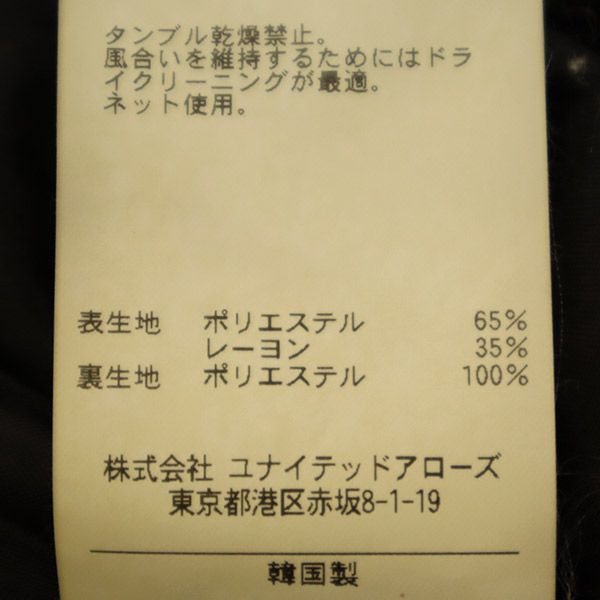 タンブル乾燥禁止。
風合いを維持するためにはドラ
イクリーニングが最適。
ネット使用。
表生地 ポリエステル 65%
レーヨン 35%
裏生地 ポリエステル 100%
株式会社 ユナイテッドアローズ
東京都港区赤坂8-1-19
韓国製